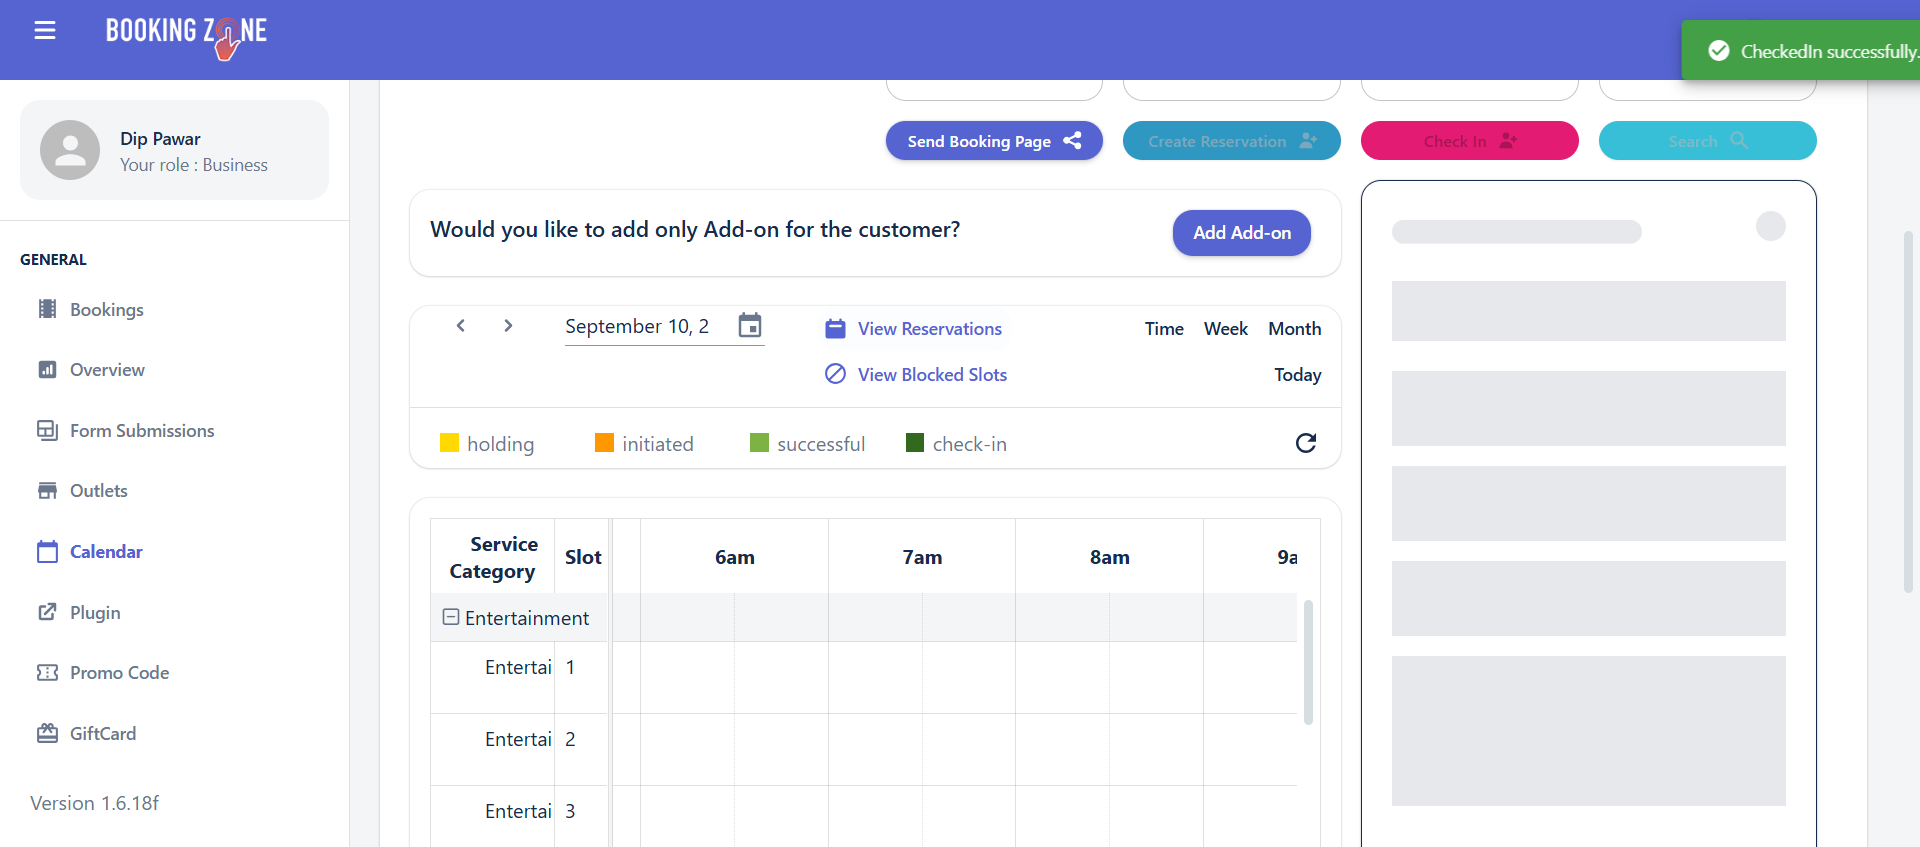 BOOKING ZONE
CheckedIn successfully.
Dip Pawar
Your role : Business
Send Booking Page
Create Reservation
Check In
Search
Would you like to add only Add-on for the customer?
Add Add-on
GENERAL
Bookings
Overview
Form Submissions
Outlets
Calendar
Plugin
Promo Code
GiftCard
Version 1.6.18f
September 10, 2
View Reservations
Time Week Month
View Blocked Slots
Today
holding initiated successful check-in
Service Category
Slot
6am 7am 8am 9a
Entertainment
Entertai 1
Entertai 2
Entertai 3